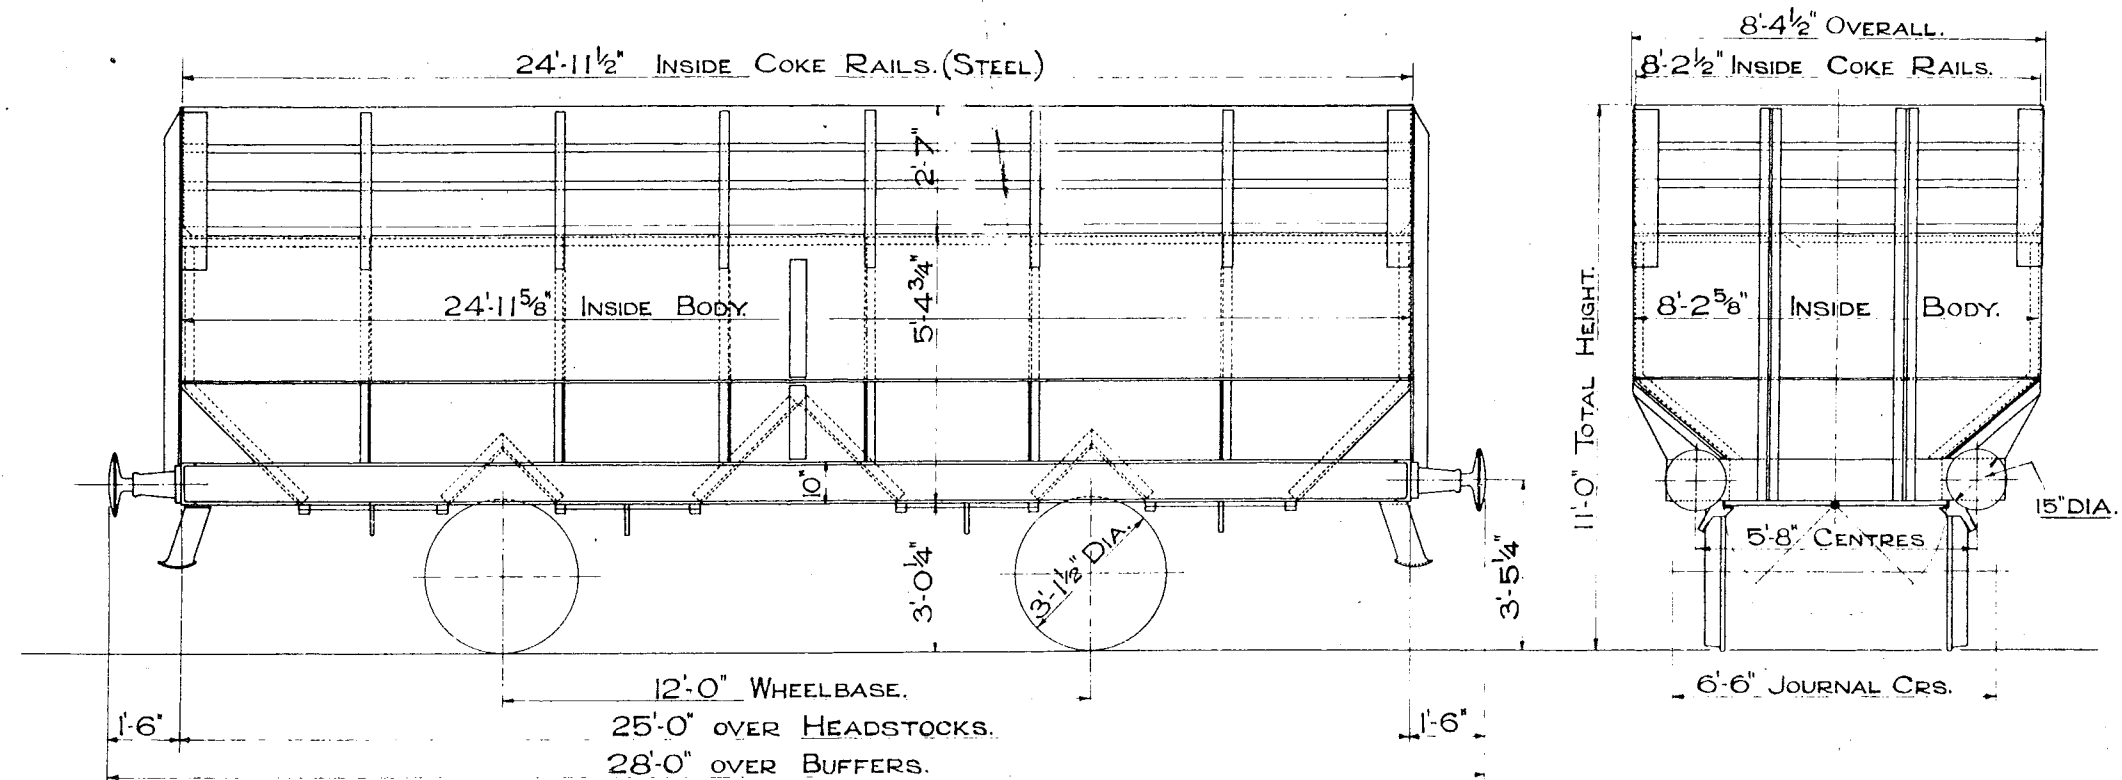 24'-11½" INSIDE COKE RAILS. (STEEL)
2'-7"
24'-11⅝" INSIDE BODY.
5'-4¾"
10"
3'-0¼"
3'-1⅛" DIA.
3'-5¼"
12'-0" WHEELBASE.
1'-6"
25'-0" OVER HEADSTOCKS.
1'-6"
28'-0" OVER BUFFERS.
8'-4½" OVERALL.
8'-2½" INSIDE COKE RAILS.
11'-0" TOTAL HEIGHT.
8'-2⅝" INSIDE BODY.
15" DIA.
5'-8" CENTRES
6'-6" JOURNAL CRS.